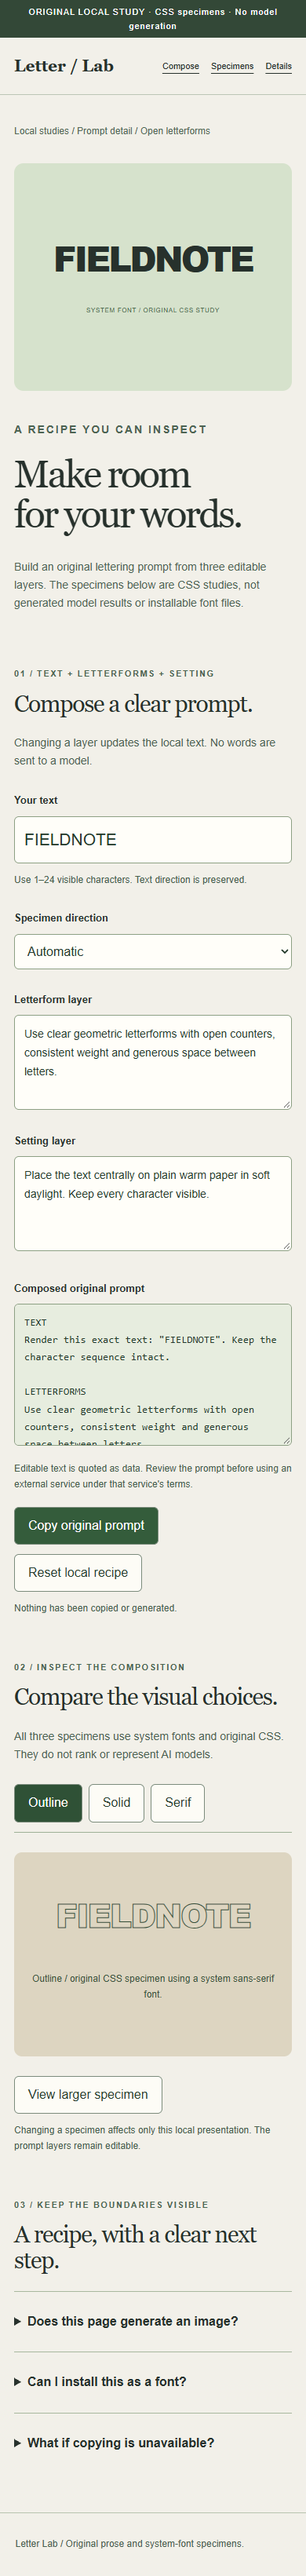 ORIGINAL LOCAL STUDY · CSS specimens · No model
generation
Letter / Lab
Compose
Specimens
Details
Local studies / Prompt detail / Open letterforms
FIELDNOTE
SYSTEM FONT / ORIGINAL CSS STUDY
A RECIPE YOU CAN INSPECT
Make room
for your words.
Build an original lettering prompt from three editable
layers. The specimens below are CSS studies, not
generated model results or installable font files.
01 / TEXT + LETTERFORMS + SETTING
Compose a clear prompt.
Changing a layer updates the local text. No words are
sent to a model.
Your text
FIELDNOTE
Use 1–24 visible characters. Text direction is preserved.
Specimen direction
Automatic
Letterform layer
Use clear geometric letterforms with open counters,
consistent weight and generous space between
letters.
Setting layer
Place the text centrally on plain warm paper in soft
daylight. Keep every character visible.
Composed original prompt
TEXT
Render this exact text: "FIELDNOTE". Keep the
character sequence intact.
LETTERFORMS
Use clear geometric letterforms with open
counters, consistent weight and generous
space between letters.
Editable text is quoted as data. Review the prompt before using an
external service under that service's terms.
Copy original prompt
Reset local recipe
Nothing has been copied or generated.
02 / INSPECT THE COMPOSITION
Compare the visual choices.
All three specimens use system fonts and original CSS.
They do not rank or represent AI models.
Outline
Solid
Serif
FIELDNOTE
Outline / original CSS specimen using a system sans-serif
font.
View larger specimen
Changing a specimen affects only this local presentation. The
prompt layers remain editable.
03 / KEEP THE BOUNDARIES VISIBLE
A recipe, with a clear next
step.
Does this page generate an image?
Can I install this as a font?
What if copying is unavailable?
Letter Lab / Original prose and system-font specimens.